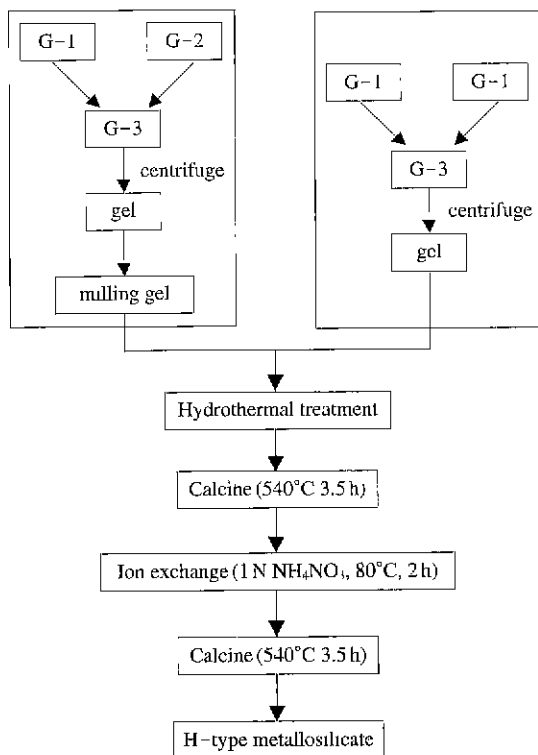 G-1 G-2
G-3
centrifuge
gel
milling gel
G-1 G-1
G-3
centrifuge
gel
Hydrothermal treatment
Calcine (540°C 3.5 h)
Ion exchange (1 N NH₄NO₃, 80°C, 2 h)
Calcine (540°C 3.5 h)
H-type metallosilicate